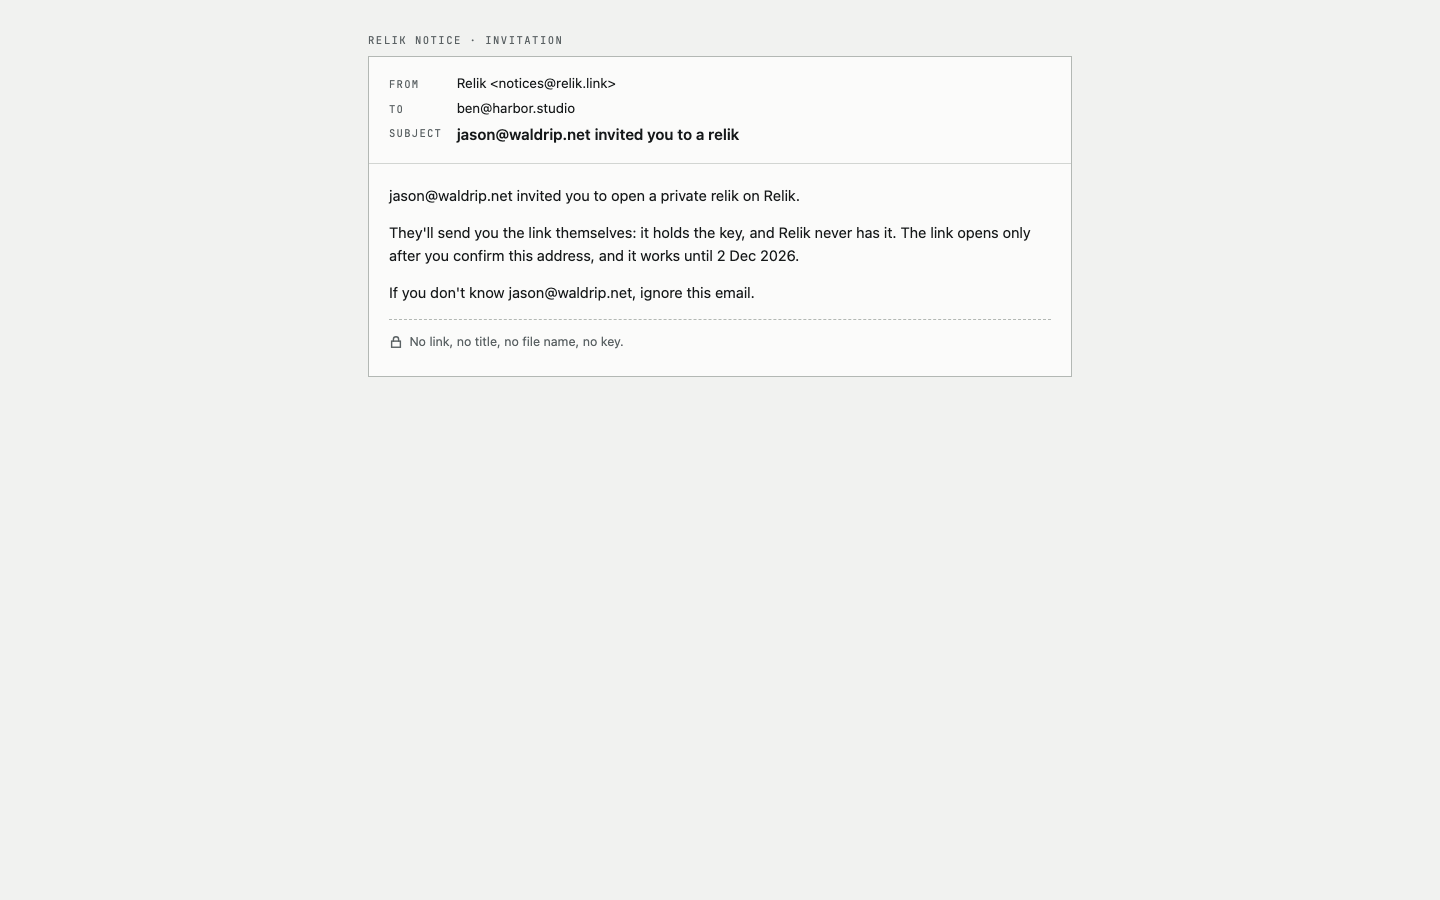 RELIK NOTICE · INVITATION
FROM Relik <notices@relik.link>
TO ben@harbor.studio
SUBJECT jason@waldrip.net invited you to a relik
jason@waldrip.net invited you to open a private relik on Relik.
They'll send you the link themselves: it holds the key, and Relik never has it. The link opens only
after you confirm this address, and it works until 2 Dec 2026.
If you don't know jason@waldrip.net, ignore this email.
No link, no title, no file name, no key.